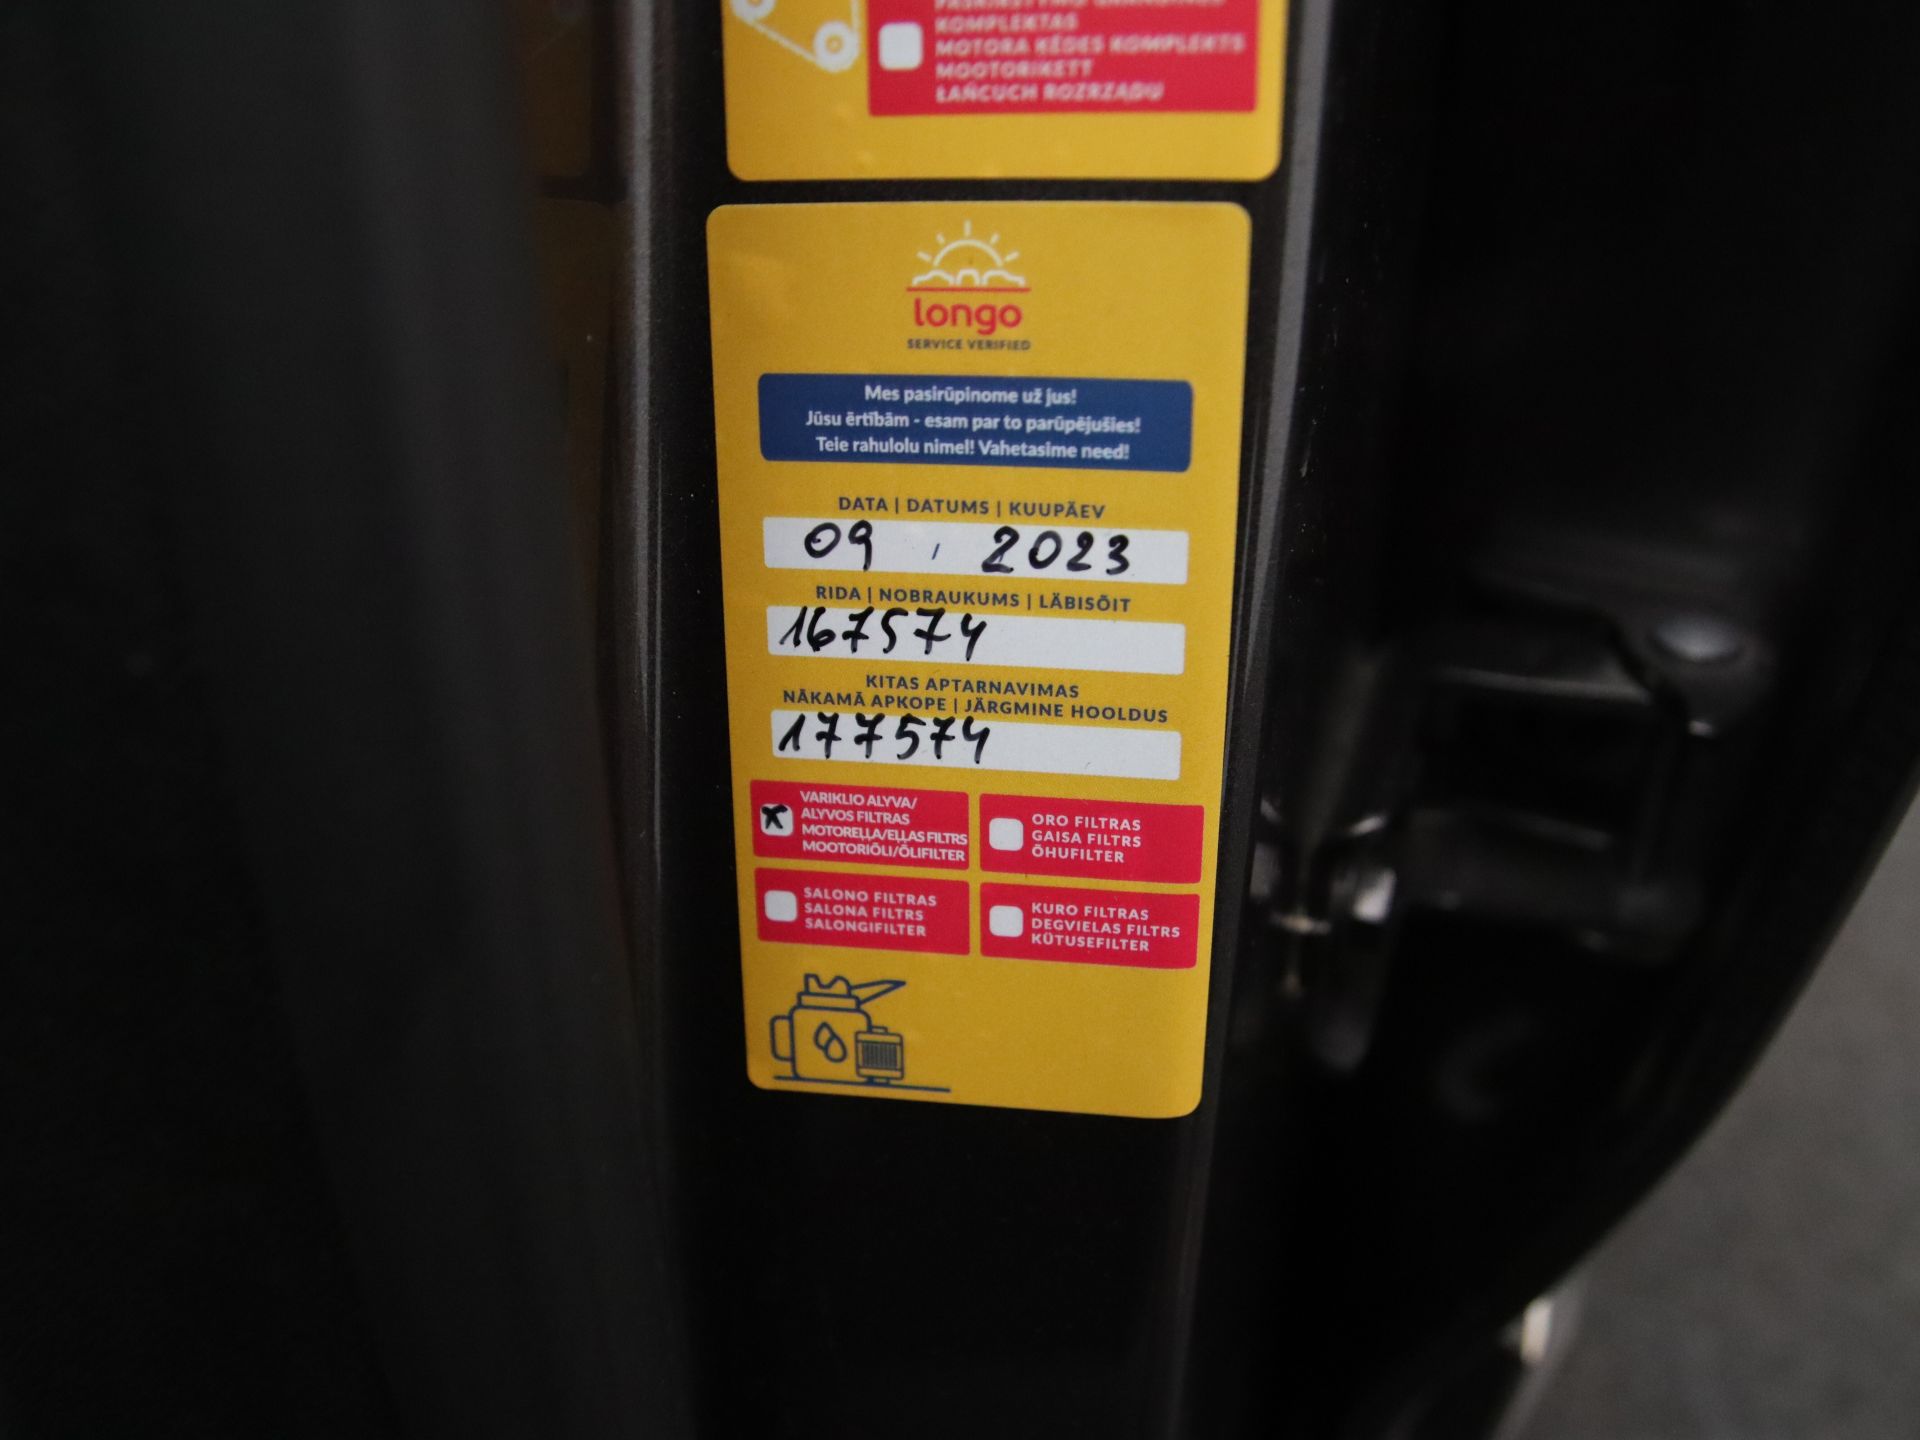 KOMPLEKTAS
MOTORA ĶĒDES KOMPLEKTS
MOOTORIKETT
ŁAŃCUCH ROZRZĄDU
longo
SERVICE VERIFIED
Mes pasirūpinome už jus!
Jūsu ērtībām - esam par to parūpējušies!
Teie rahulolu nimel! Vahetasime need!
DATA | DATUMS | KUUPÄEV
09 . 2023
RIDA | NOBRAUKUMS | LÄBISÕIT
167574
KITAS APTARNAVIMAS
NĀKAMĀ APKOPE | JÄRGMINE HOOLDUS
177574
VARIKLIO ALYVA/
ALYVOS FILTRAS
MOTOREĻĻA/EĻĻAS FILTRS
MOOTORIÕLI/ÕLIFILTER
ORO FILTRAS
GAISA FILTRS
ÕHUFILTER
SALONO FILTRAS
SALONA FILTRS
SALONGIFILTER
KURO FILTRAS
DEGVIELAS FILTRS
KÜTUSEFILTER